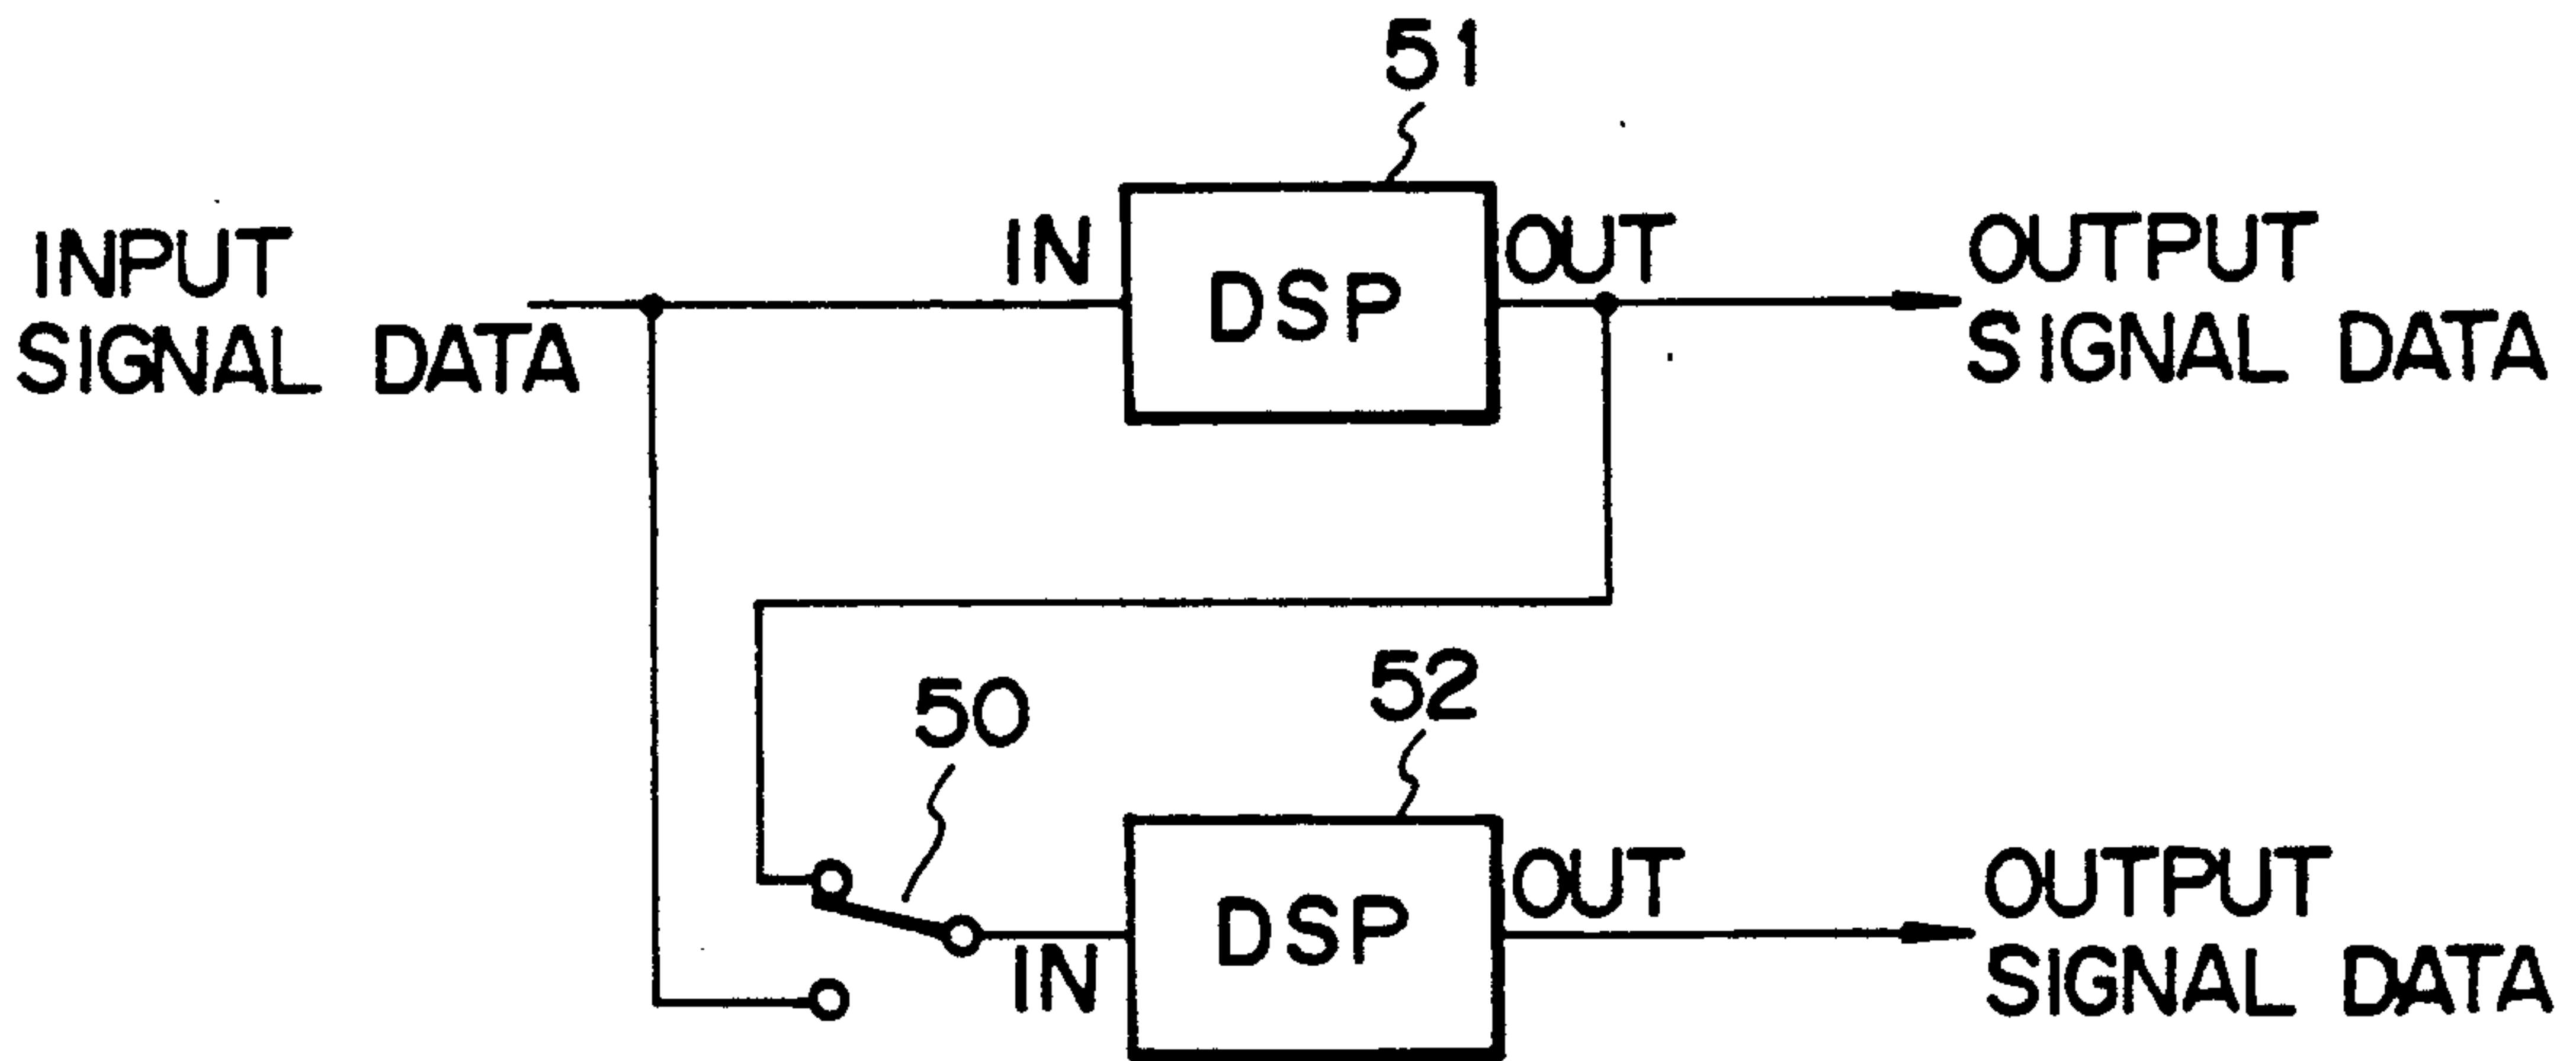 51
INPUT
SIGNAL DATA
IN
DSP
OUT
OUTPUT
SIGNAL DATA
50
52
IN
DSP
OUT
OUTPUT
SIGNAL DATA